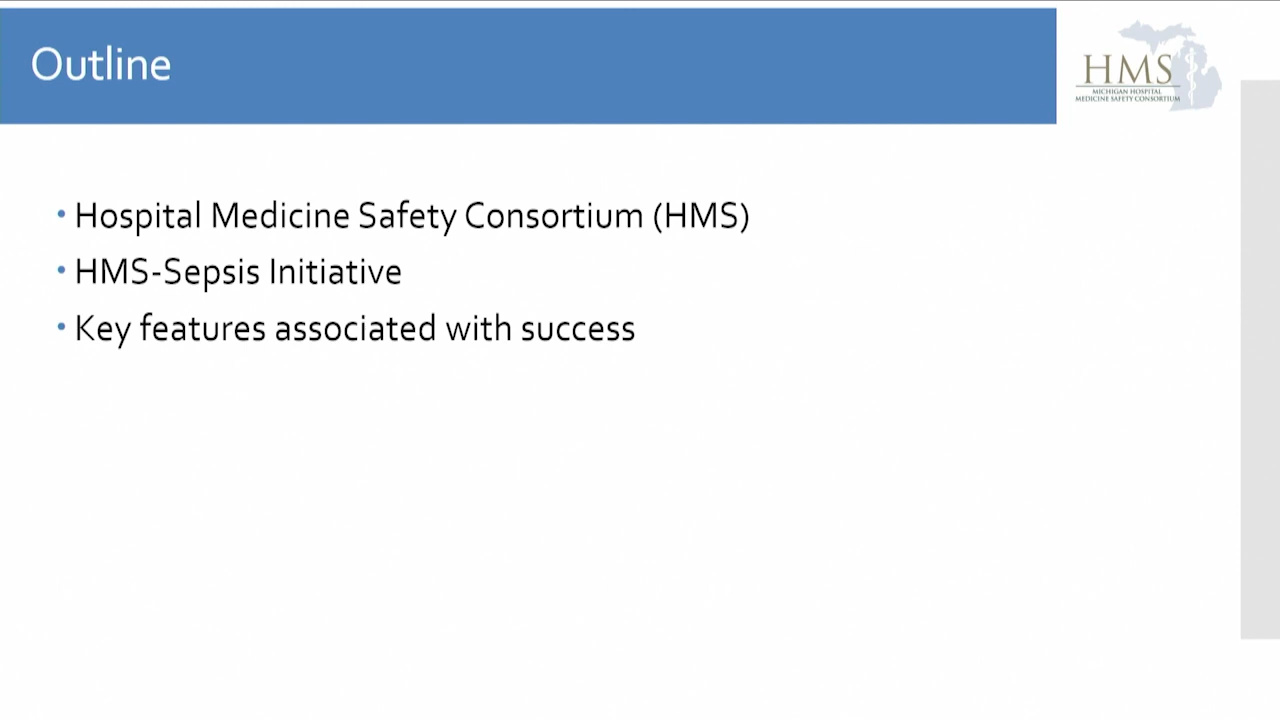 Outline
HMS
MICHIGAN HOSPITAL
MEDICINE SAFETY CONSORTIUM
• Hospital Medicine Safety Consortium (HMS)
• HMS-Sepsis Initiative
• Key features associated with success